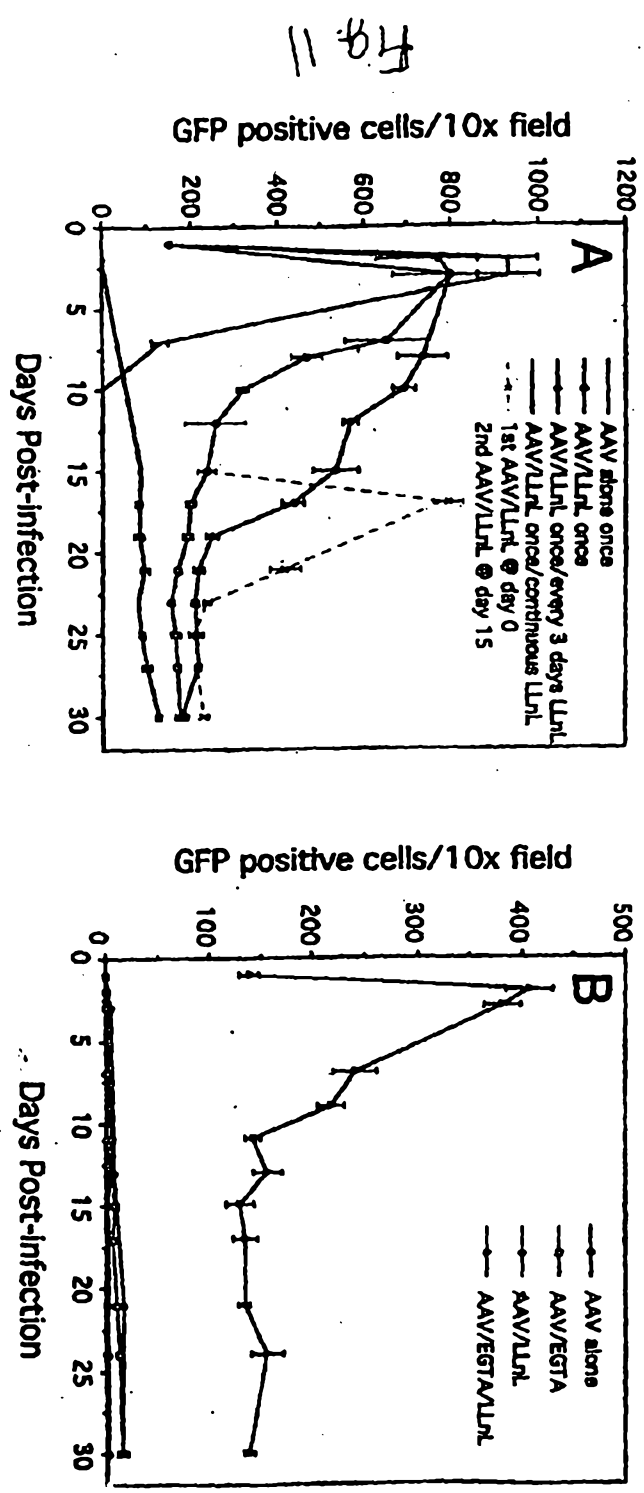 Fig. 11
A
GFP positive cells/10x field
1200
1000
800
600
400
200
0
0
5
10
15
20
25
30
Days Post-infection
AAV alone once
AAV/LLnL once
AAV/LLnL once/every 3 days LLnL
AAV/LLnL once/continuous LLnL
1st AAV/LLnL @ day 0
2nd AAV/LLnL @ day 15
B
GFP positive cells/10x field
500
400
300
200
100
0
0
5
10
15
20
25
30
Days Post-infection
AAV alone
AAV/EGTA
AAV/LLnL
AAV/EGTA/LLnL